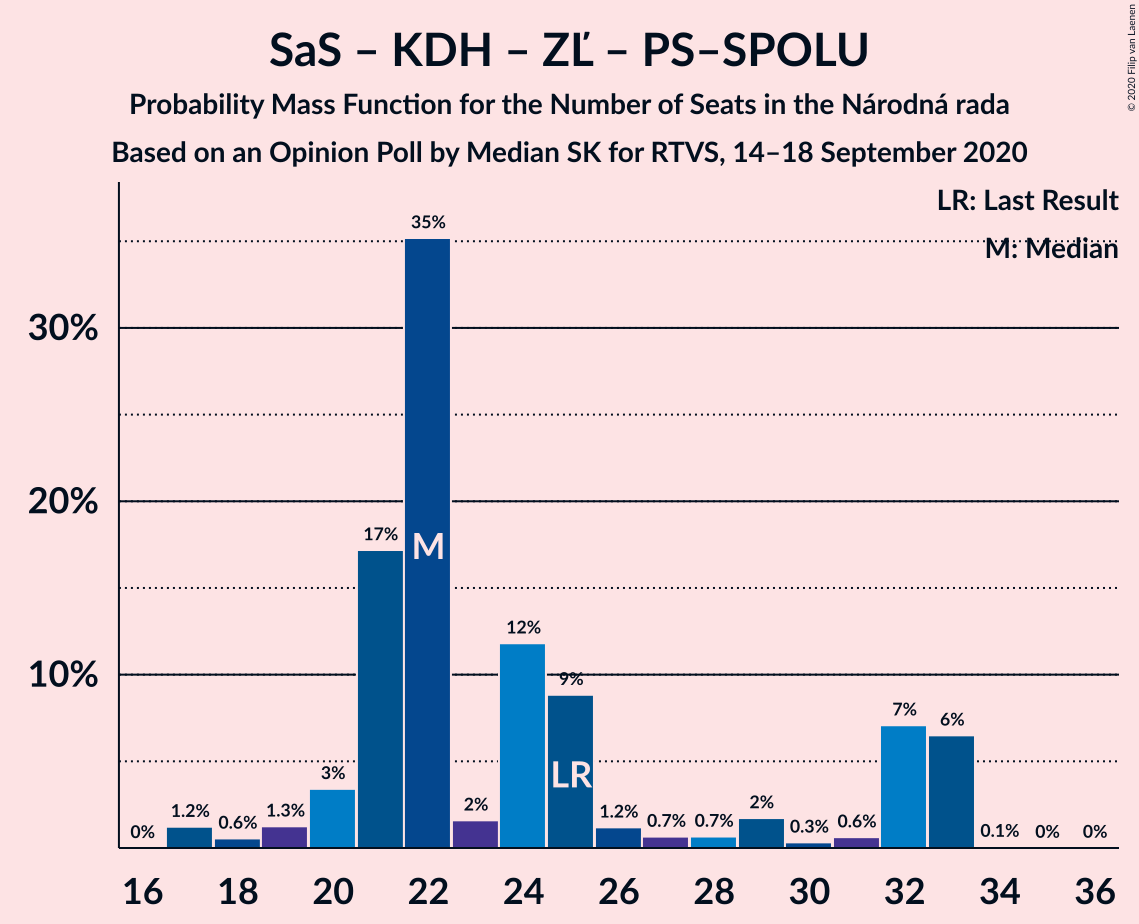 SaS – KDH – ZĽ – PS–SPOLU
Probability Mass Function for the Number of Seats in the Národná rada
Based on an Opinion Poll by Median SK for RTVS, 14–18 September 2020
© 2020 Filip van Laenen
LR: Last Result
M: Median
30%
20%
10%
0%
1.2%
0.6%
1.3%
3%
17%
35%
2%
12%
9%
1.2%
0.7%
0.7%
2%
0.3%
0.6%
7%
6%
0.1%
0%
0%
M
LR
16 18 20 22 24 26 28 30 32 34 36